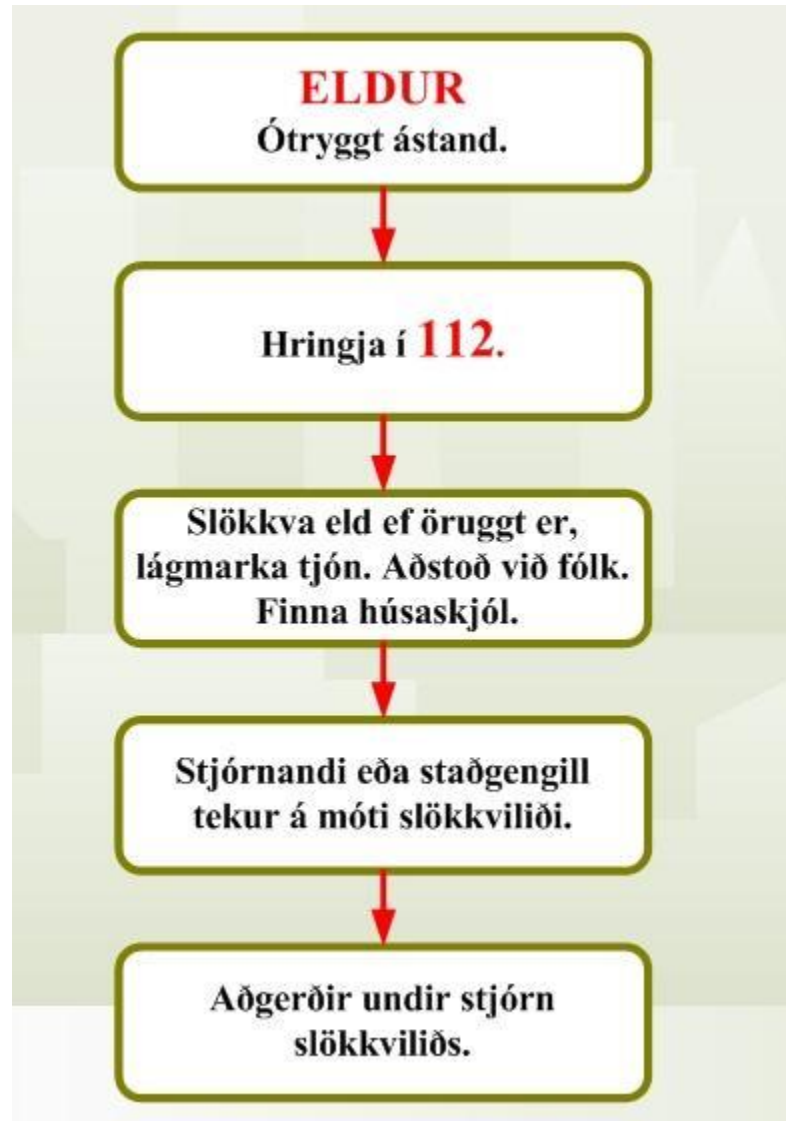 ELDUR
Ótryggt ástand.
Hringja í 112.
Slökkva eld ef öruggt er,
lágmarka tjón. Aðstoð við fólk.
Finna húsaskjól.
Stjórnandi eða staðgengill
tekur á móti slökkviliði.
Aðgerðir undir stjórn
slökkviliðs.